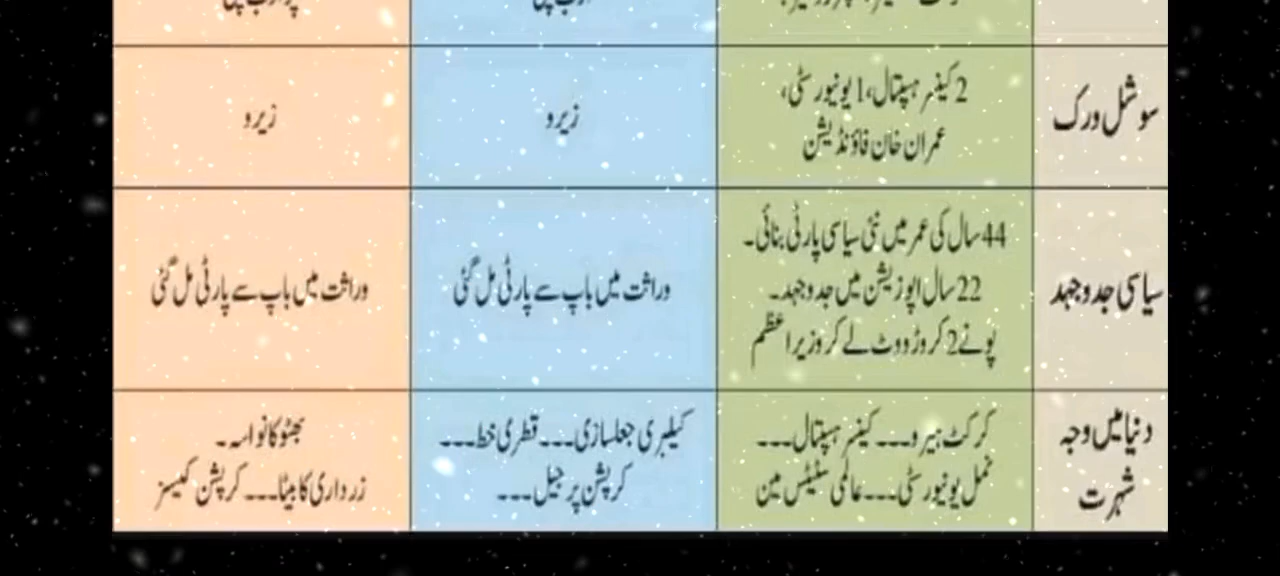 سوشل ورک
2 کینسر ہسپتال، 1 یونیورسٹی،
عمران خان فاؤنڈیشن
زیرو
زیرو
سیاسی جدوجہد
44 سال کی عمر میں نئی سیاسی پارٹی بنائی۔
22 سال اپوزیشن میں جدوجہد۔
پونے 2 کروڑ ووٹ لے کر وزیراعظم
وراثت میں باپ سے پارٹی مل گئی
وراثت میں باپ سے پارٹی مل گئی
دنیا میں وجہ
شہرت
کرکٹ ہیرو۔۔۔ کینسر ہسپتال۔۔۔
نمل یونیورسٹی۔۔۔ عالمی سٹیٹس مین
کیلبری جعلسازی۔۔۔ قطری خط۔۔۔
کرپشن پر جیل۔۔۔
بھٹو کا نواسہ۔
زرداری کا بیٹا۔۔۔ کرپشن کیسز